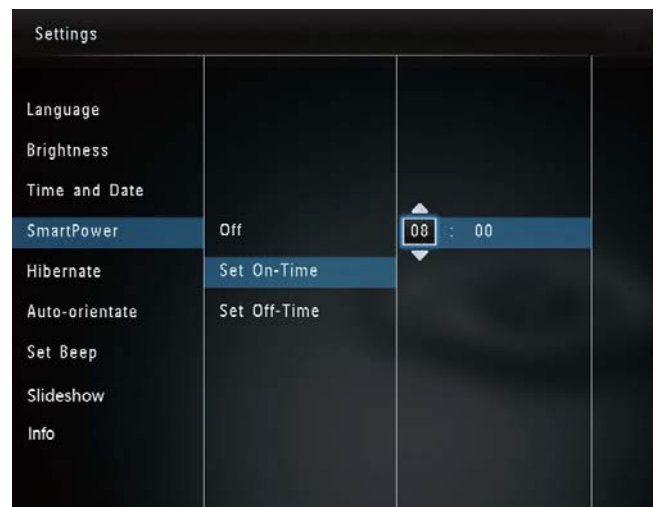 Settings
Language
Brightness
Time and Date
SmartPower
Hibernate
Auto-orientate
Set Beep
Slideshow
Info
Off
Set On-Time
Set Off-Time
08 : 00